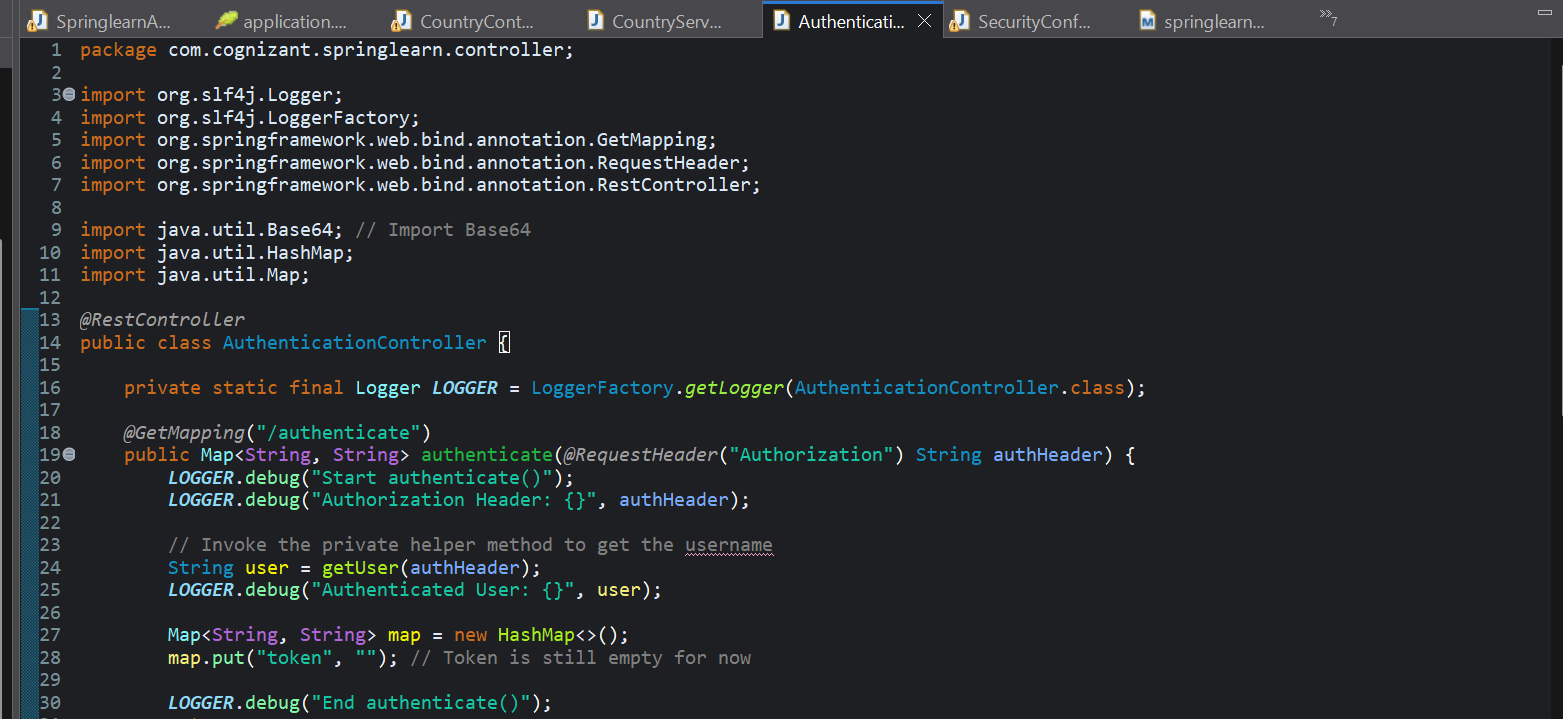 SpringlearnA... application.... CountryCont... CountryServ... Authenticati... SecurityConf... springlearn... »7
1 package com.cognizant.springlearn.controller;
2
3 import org.slf4j.Logger;
4 import org.slf4j.LoggerFactory;
5 import org.springframework.web.bind.annotation.GetMapping;
6 import org.springframework.web.bind.annotation.RequestHeader;
7 import org.springframework.web.bind.annotation.RestController;
8
9 import java.util.Base64; // Import Base64
10 import java.util.HashMap;
11 import java.util.Map;
12
13 @RestController
14 public class AuthenticationController {
15
16 private static final Logger LOGGER = LoggerFactory.getLogger(AuthenticationController.class);
17
18 @GetMapping("/authenticate")
19 public Map<String, String> authenticate(@RequestHeader("Authorization") String authHeader) {
20 LOGGER.debug("Start authenticate()");
21 LOGGER.debug("Authorization Header: {}", authHeader);
22
23 // Invoke the private helper method to get the username
24 String user = getUser(authHeader);
25 LOGGER.debug("Authenticated User: {}", user);
26
27 Map<String, String> map = new HashMap<>();
28 map.put("token", ""); // Token is still empty for now
29
30 LOGGER.debug("End authenticate()");